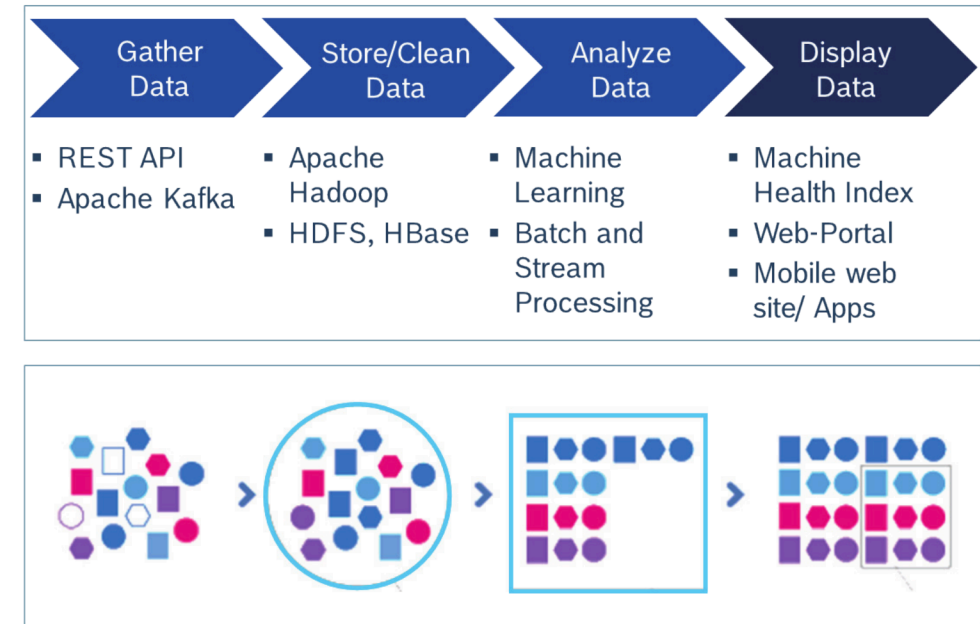 Gather
Data
Store/Clean
Data
Analyze
Data
Display
Data
▪ REST API
▪ Apache Kafka
▪ Apache
Hadoop
▪ HDFS, HBase
▪ Machine
Learning
▪ Batch and
Stream
Processing
▪ Machine
Health Index
▪ Web-Portal
▪ Mobile web
site/ Apps